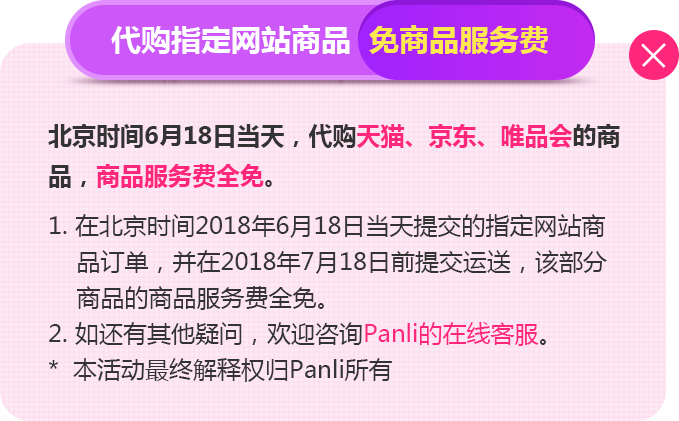 代购指定网站商品 免商品服务费
北京时间6月18日当天，代购天猫、京东、唯品会的商
品，商品服务费全免。
1. 在北京时间2018年6月18日当天提交的指定网站商
品订单，并在2018年7月18日前提交运送，该部分
商品的商品服务费全免。
2. 如还有其他疑问，欢迎咨询Panli的在线客服。
* 本活动最终解释权归Panli所有